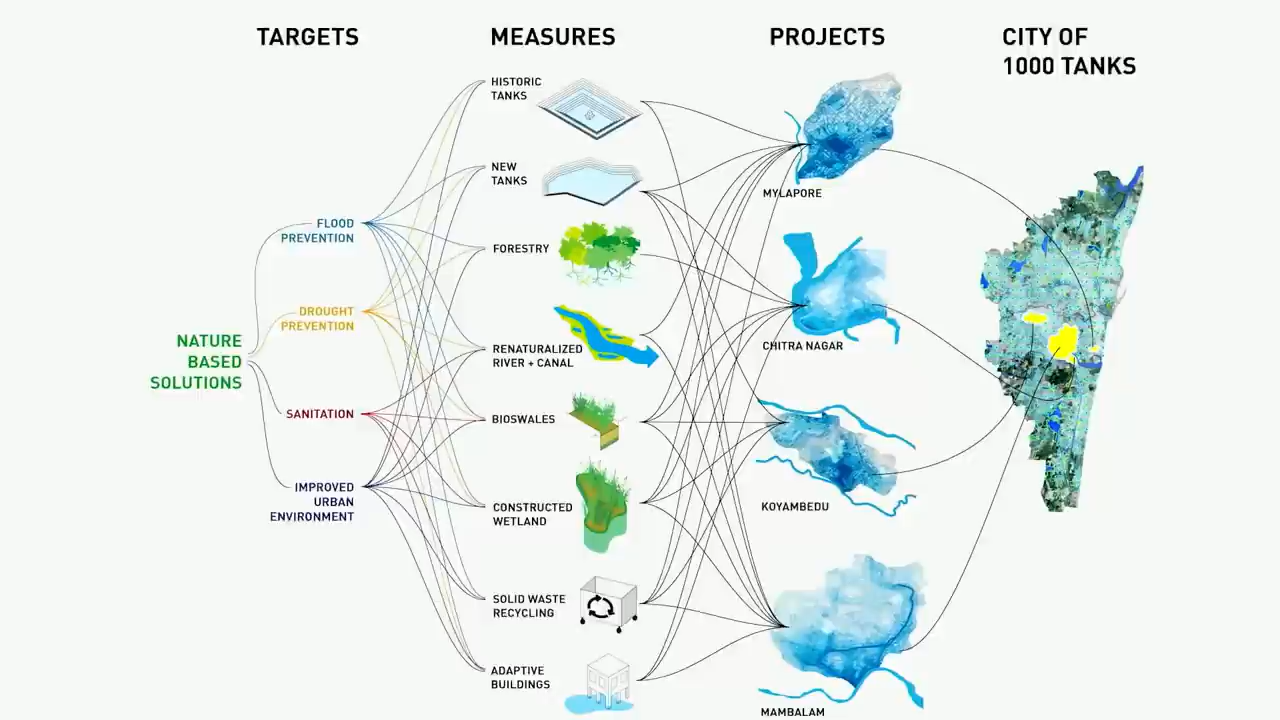 TARGETS
MEASURES
PROJECTS
CITY OF
1000 TANKS
NATURE
BASED
SOLUTIONS
FLOOD
PREVENTION
DROUGHT
PREVENTION
SANITATION
IMPROVED
URBAN
ENVIRONMENT
HISTORIC
TANKS
NEW
TANKS
FORESTRY
RENATURALIZED
RIVER + CANAL
BIOSWALES
CONSTRUCTED
WETLAND
SOLID WASTE
RECYCLING
ADAPTIVE
BUILDINGS
MYLAPORE
CHITRA NAGAR
KOYAMBEDU
MAMBALAM